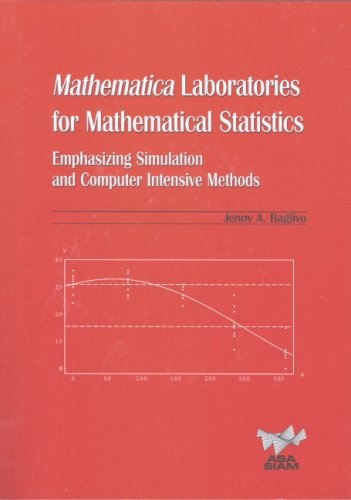 Mathematica Laboratories
for Mathematical Statistics
Emphasizing Simulation
and Computer Intensive Methods
Jenny A. Baglivo
y
40
30
20
10
0
0 50 100 150 200 250 300 x
ASA
SIAM